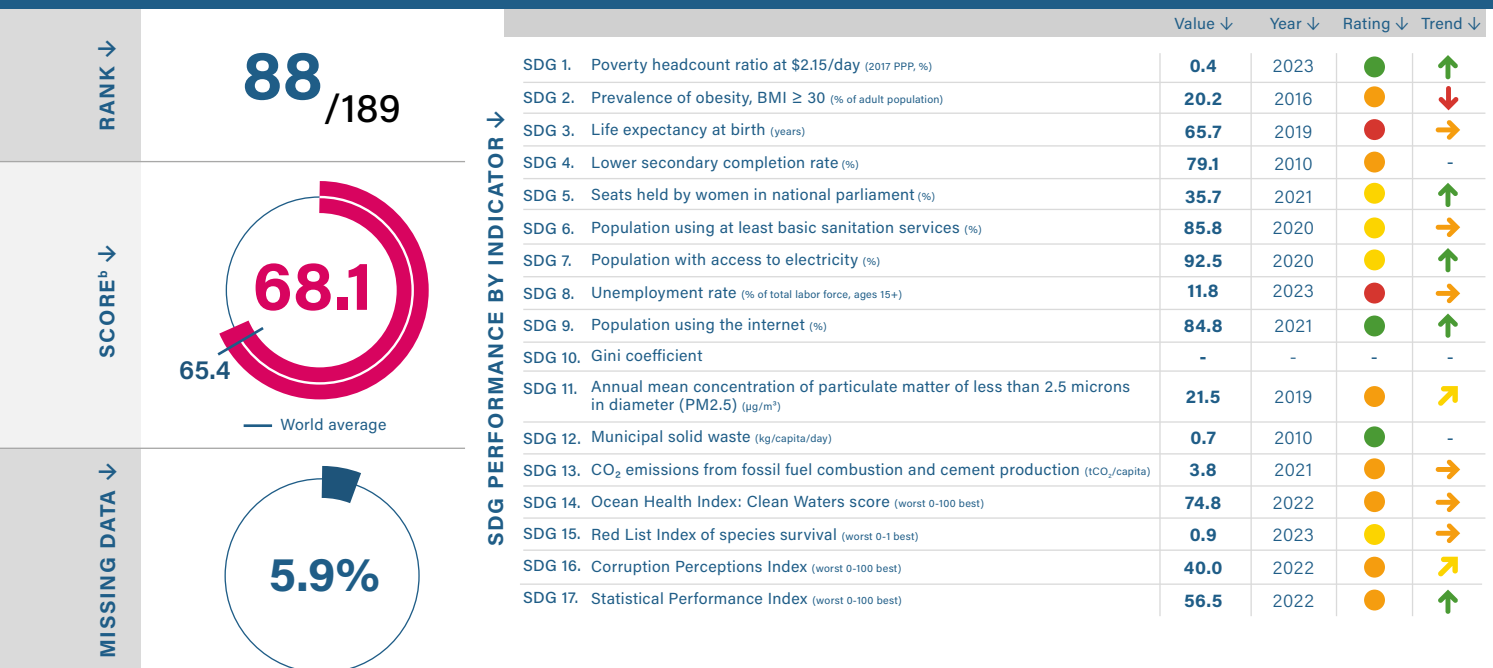 RANK →
88/189
SCOREᵇ →
68.1
65.4
World average
MISSING DATA →
5.9%
SDG PERFORMANCE BY INDICATOR →
Value ↓ Year ↓ Rating ↓ Trend ↓
SDG 1. Poverty headcount ratio at $2.15/day (2017 PPP, %) 0.4 2023
SDG 2. Prevalence of obesity, BMI ≥ 30 (% of adult population) 20.2 2016
SDG 3. Life expectancy at birth (years) 65.7 2019
SDG 4. Lower secondary completion rate (%) 79.1 2010 -
SDG 5. Seats held by women in national parliament (%) 35.7 2021
SDG 6. Population using at least basic sanitation services (%) 85.8 2020
SDG 7. Population with access to electricity (%) 92.5 2020
SDG 8. Unemployment rate (% of total labor force, ages 15+) 11.8 2023
SDG 9. Population using the internet (%) 84.8 2021
SDG 10. Gini coefficient - - - -
SDG 11. Annual mean concentration of particulate matter of less than 2.5 microns
in diameter (PM2.5) (μg/m³) 21.5 2019
SDG 12. Municipal solid waste (kg/capita/day) 0.7 2010 -
SDG 13. CO₂ emissions from fossil fuel combustion and cement production (tCO₂/capita) 3.8 2021
SDG 14. Ocean Health Index: Clean Waters score (worst 0-100 best) 74.8 2022
SDG 15. Red List Index of species survival (worst 0-1 best) 0.9 2023
SDG 16. Corruption Perceptions Index (worst 0-100 best) 40.0 2022
SDG 17. Statistical Performance Index (worst 0-100 best) 56.5 2022